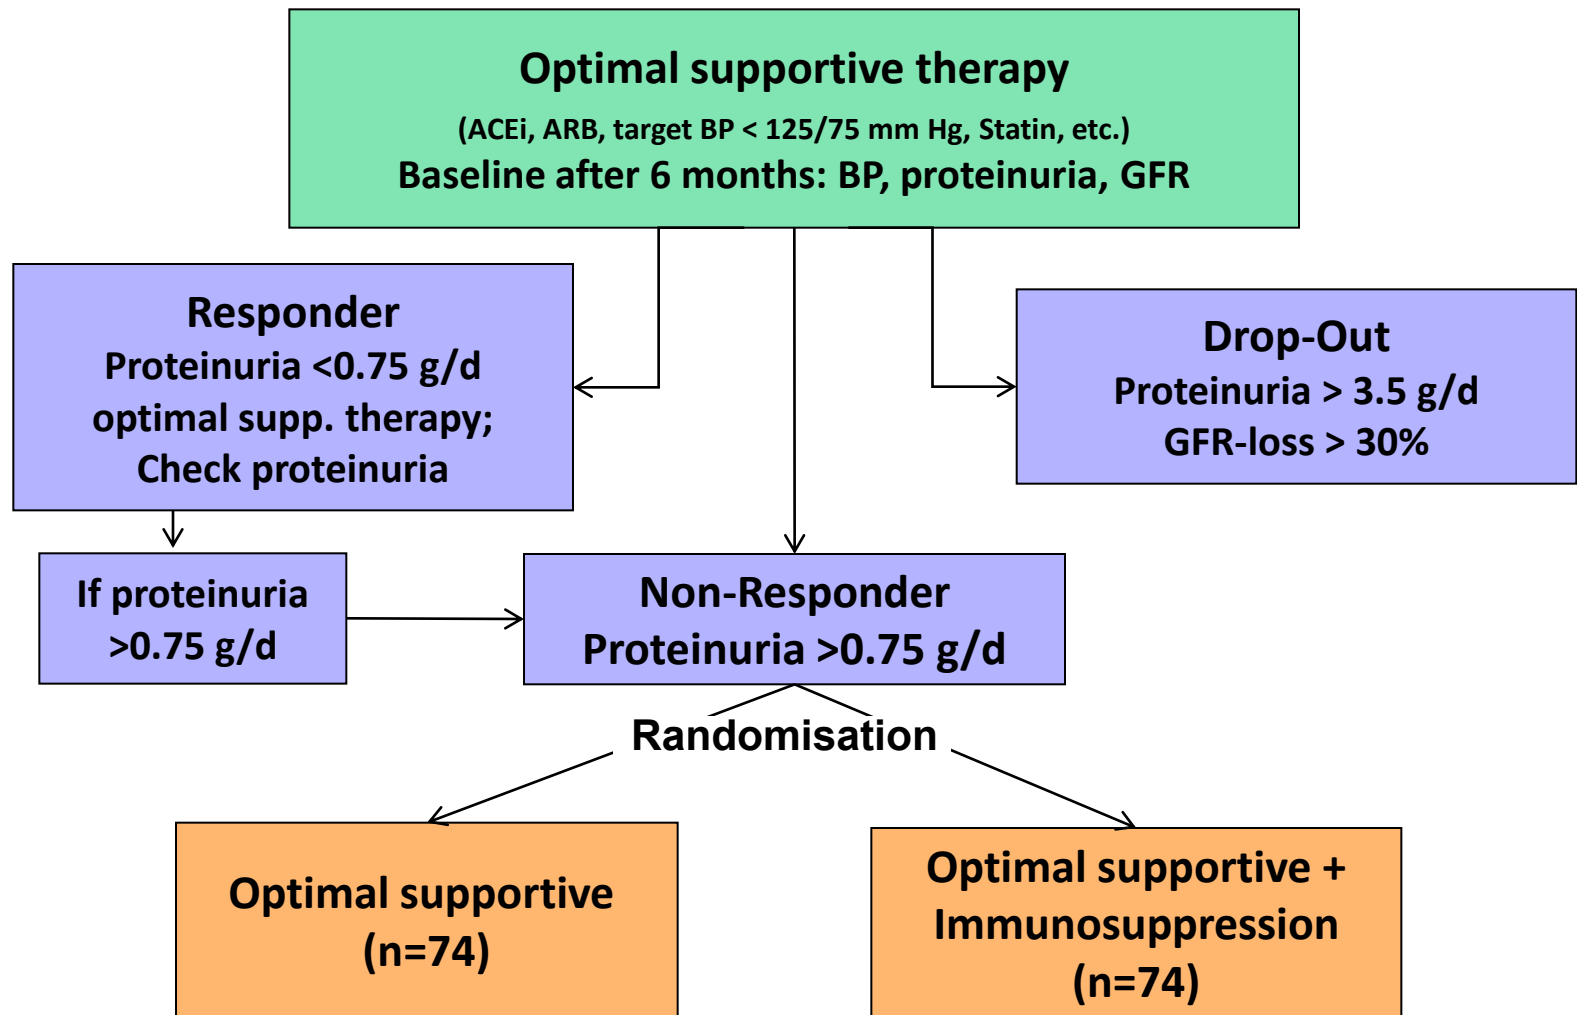 Optimal supportive therapy
(ACEi, ARB, target BP < 125/75 mm Hg, Statin, etc.)
Baseline after 6 months: BP, proteinuria, GFR
Responder
Proteinuria <0.75 g/d
optimal supp. therapy;
Check proteinuria
Drop-Out
Proteinuria > 3.5 g/d
GFR-loss > 30%
If proteinuria
>0.75 g/d
Non-Responder
Proteinuria >0.75 g/d
Randomisation
Optimal supportive
(n=74)
Optimal supportive +
Immunosuppression
(n=74)